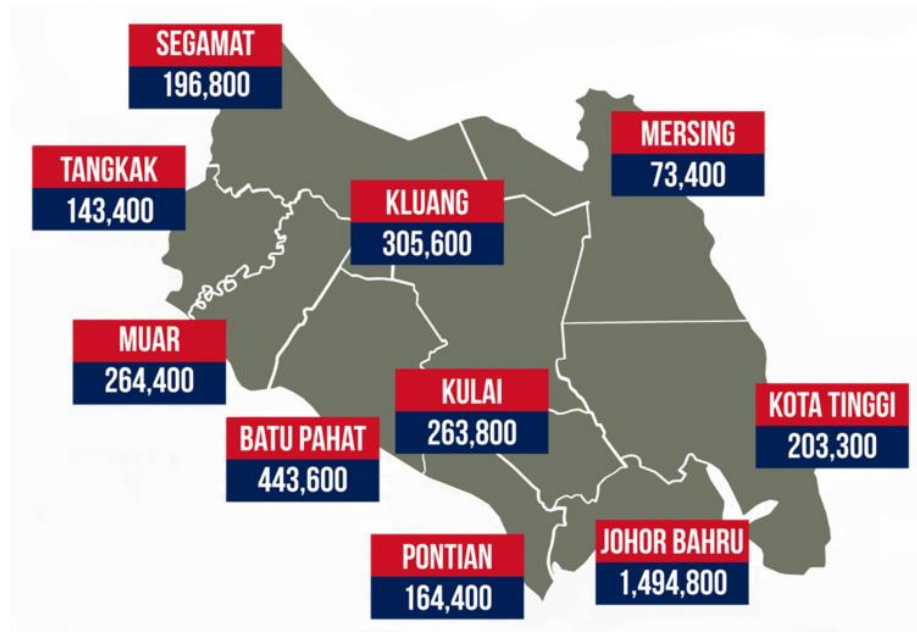 SEGAMAT
196,800
MERSING
73,400
TANGKAK
143,400
KLUANG
305,600
MUAR
264,400
KULAI
263,800
KOTA TINGGI
203,300
BATU PAHAT
443,600
JOHOR BAHRU
1,494,800
PONTIAN
164,400